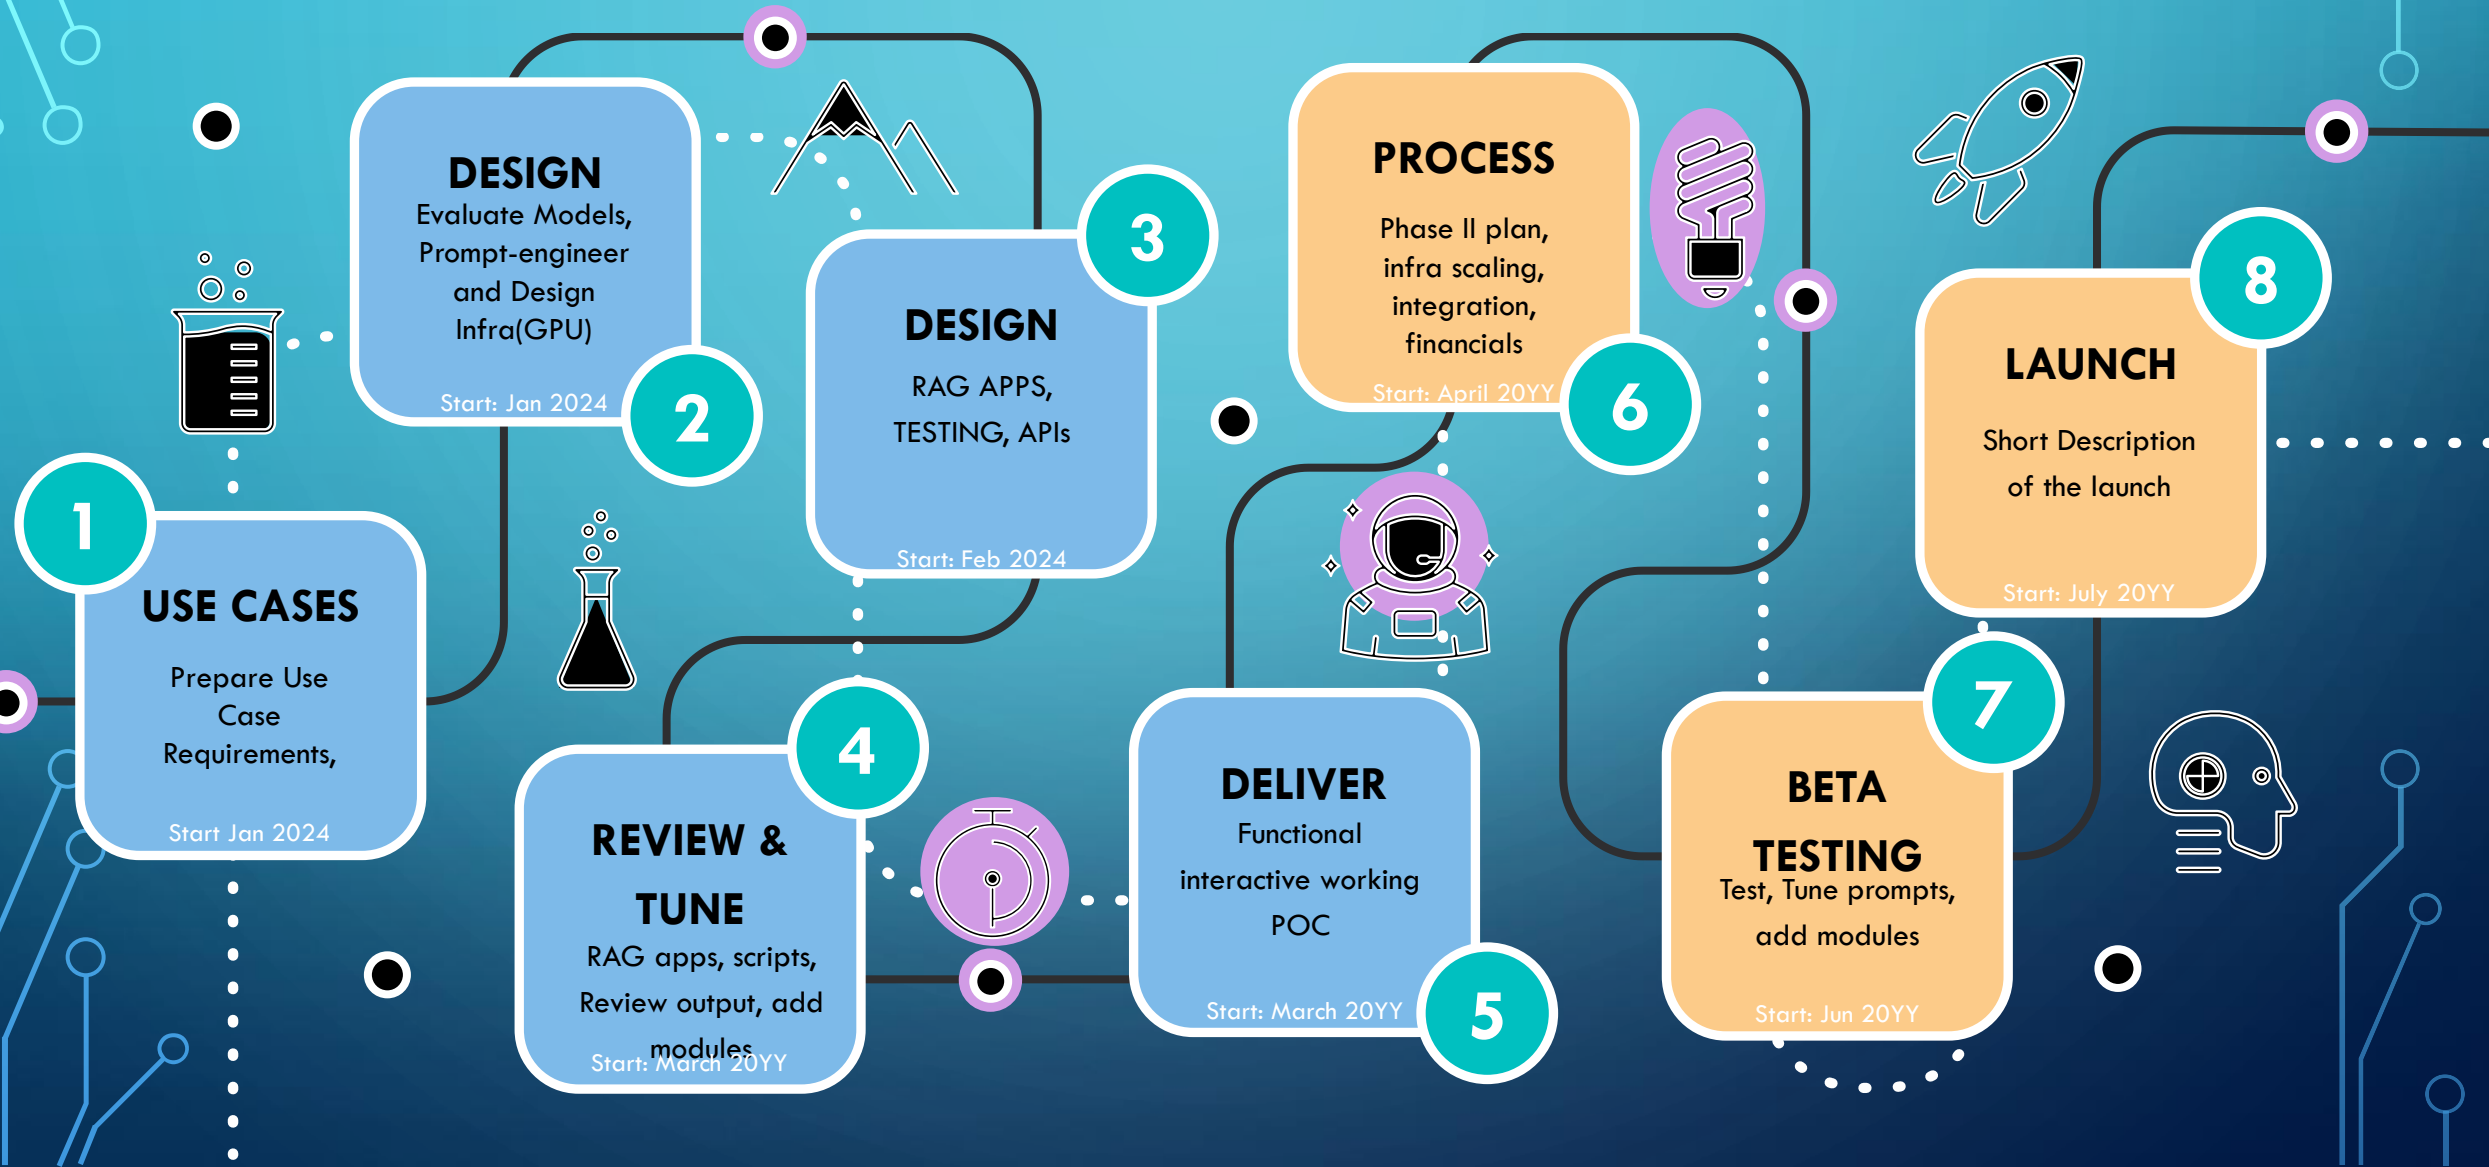 1
USE CASES
Prepare Use
Case
Requirements,
Start Jan 2024
DESIGN
Evaluate Models,
Prompt-engineer
and Design
Infra(GPU)
Start: Jan 2024
2
3
DESIGN
RAG APPS,
TESTING, APIs
Start: Feb 2024
4
REVIEW &
TUNE
RAG apps, scripts,
Review output, add
modules
Start: March 20YY
DELIVER
Functional
interactive working
POC
Start: March 20YY
5
PROCESS
Phase II plan,
infra scaling,
integration,
financials
Start: April 20YY
6
7
BETA
TESTING
Test, Tune prompts,
add modules
Start: Jun 20YY
8
LAUNCH
Short Description
of the launch
Start: July 20YY